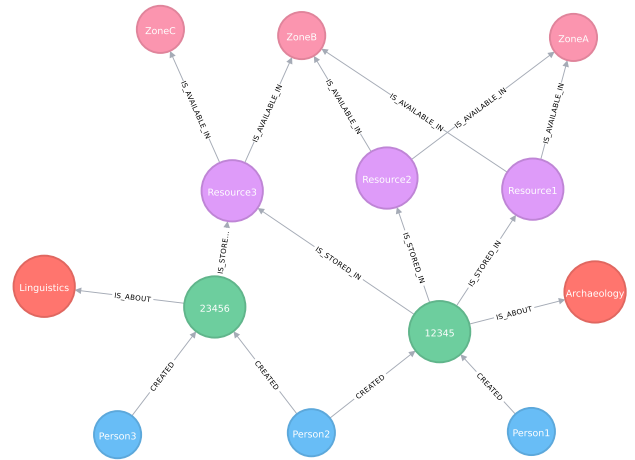 ZoneC
ZoneB
ZoneA
IS_AVAILABLE_IN
IS_AVAILABLE_IN
IS_AVAILABLE_IN
IS_AVAILABLE_IN
IS_AVAILABLE_IN
IS_AVAILABLE_IN
Resource3
Resource2
Resource1
IS_STORE...
IS_STORED_IN
IS_STORED_IN
IS_STORED_IN
Linguistics
IS_ABOUT
23456
12345
IS_ABOUT
Archaeology
CREATED
CREATED
CREATED
CREATED
Person3
Person2
Person1